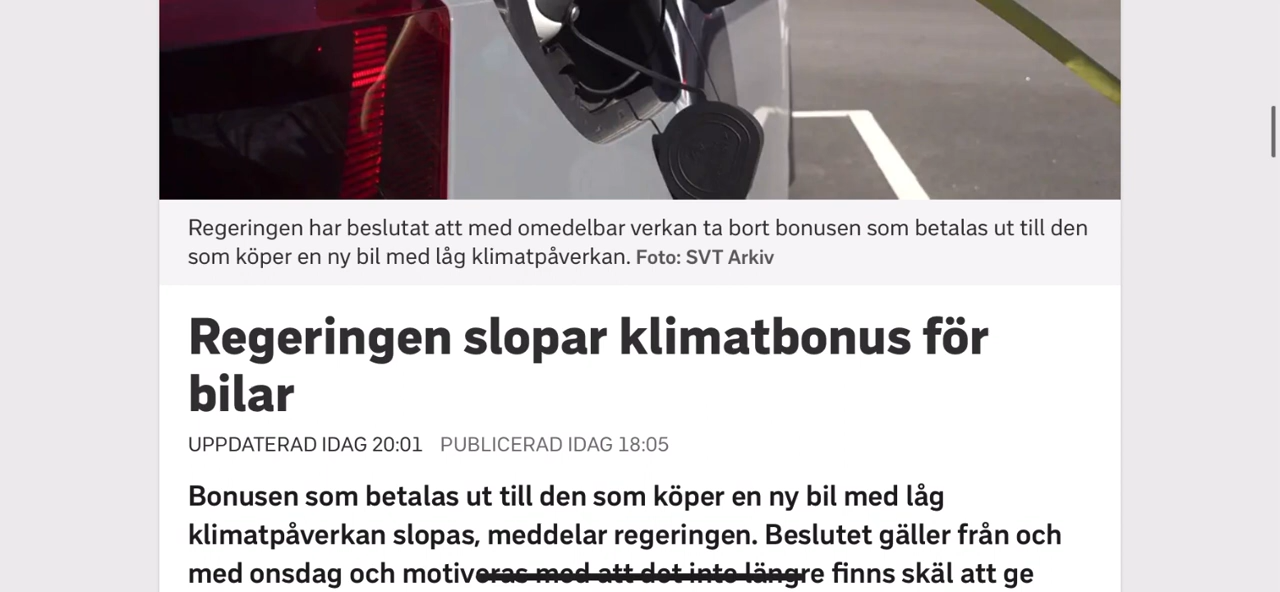 Regeringen har beslutat att med omedelbar verkan ta bort bonusen som betalas ut till den
som köper en ny bil med låg klimatpåverkan. Foto: SVT Arkiv
Regeringen slopar klimatbonus för
bilar
UPPDATERAD IDAG 20:01 PUBLICERAD IDAG 18:05
Bonusen som betalas ut till den som köper en ny bil med låg
klimatpåverkan slopas, meddelar regeringen. Beslutet gäller från och
med onsdag och motiveras med att det inte längre finns skäl att ge